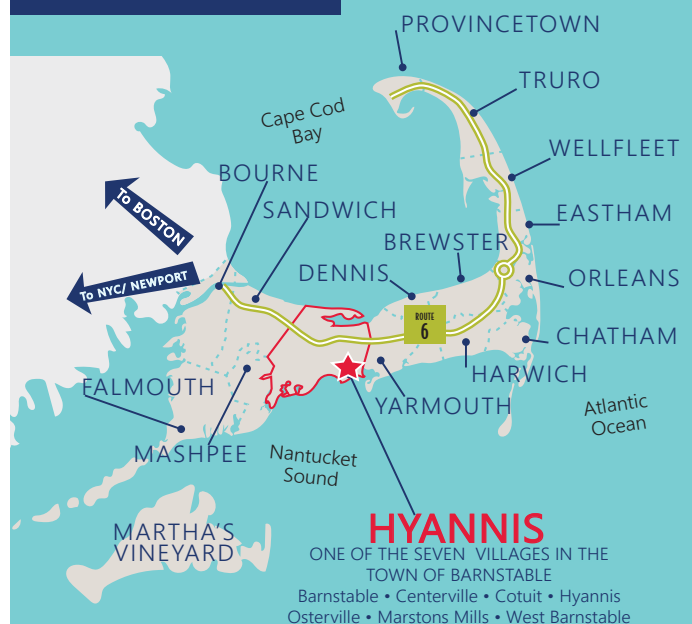 PROVINCETOWN
TRURO
Cape Cod
Bay
WELLFLEET
BOURNE
To BOSTON
SANDWICH
EASTHAM
BREWSTER
DENNIS
To NYC/ NEWPORT
ORLEANS
ROUTE
6
CHATHAM
HARWICH
FALMOUTH
YARMOUTH
Atlantic
Ocean
MASHPEE
Nantucket
Sound
MARTHA'S
VINEYARD
HYANNIS
ONE OF THE SEVEN VILLAGES IN THE
TOWN OF BARNSTABLE
Barnstable • Centerville • Cotuit • Hyannis
Osterville • Marstons Mills • West Barnstable